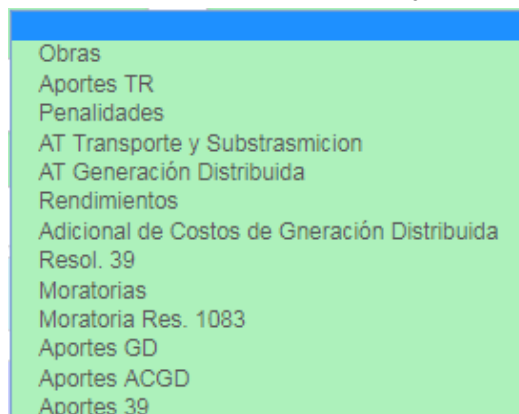 Obras
Aportes TR
Penalidades
AT Transporte y Substrasmicion
AT Generación Distribuida
Rendimientos
Adicional de Costos de Gneración Distribuida
Resol. 39
Moratorias
Moratoria Res. 1083
Aportes GD
Aportes ACGD
Aportes 39